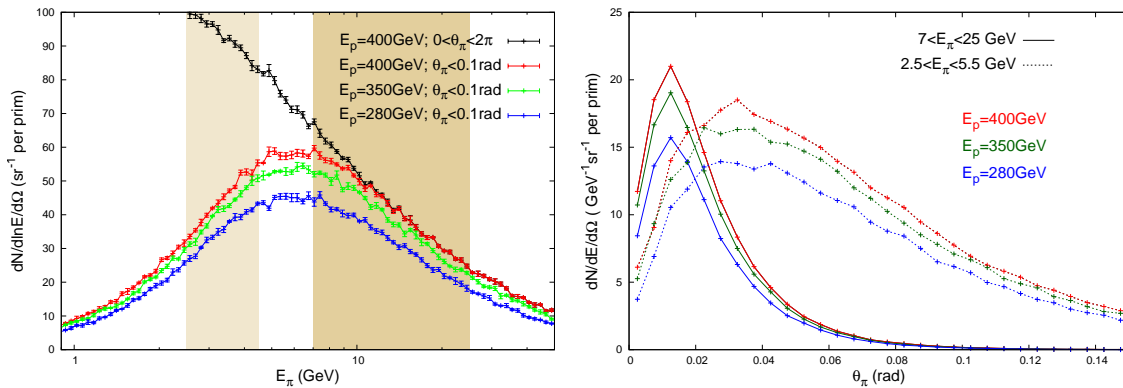 dN/dlnE/dΩ (sr⁻¹ per prim)
100
90
80
70
60
50
40
30
20
10
0
1
10
E_π (GeV)
E_p=400GeV; 0<θ_π<2π
E_p=400GeV; θ_π<0.1rad
E_p=350GeV; θ_π<0.1rad
E_p=280GeV; θ_π<0.1rad
dN/dE/dΩ ( GeV⁻¹sr⁻¹ per prim)
25
20
15
10
5
0
0
0.02
0.04
0.06
0.08
0.1
0.12
0.14
θ_π (rad)
7<E_π<25 GeV
2.5<E_π<5.5 GeV
E_p=400GeV
E_p=350GeV
E_p=280GeV